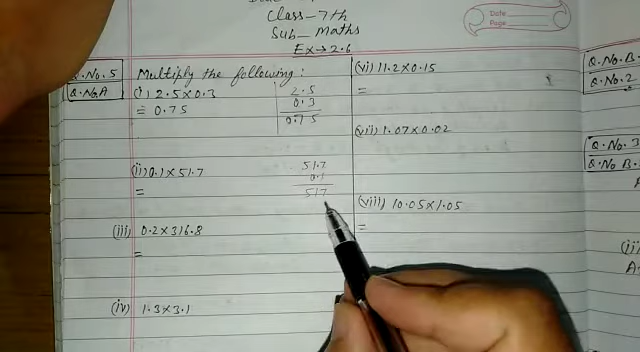 Class-7th
Sub-Maths
Ex→2.6
Date
Page
Q.No.5
Q.No.A
Multiply the following:
(i) 2.5×0.3
= 0.75
2.5
0.3
0.75
(ii) 0.1×51.7
=
51.7
0.1
517
(iii) 0.2×316.8
=
(iv) 1.3×3.1
(vi) 11.2×0.15
=
(vii) 1.07×0.02
(viii) 10.05×1.05
=
Q.No.B.
Q.No.2
Q.No.3
Q.No B.